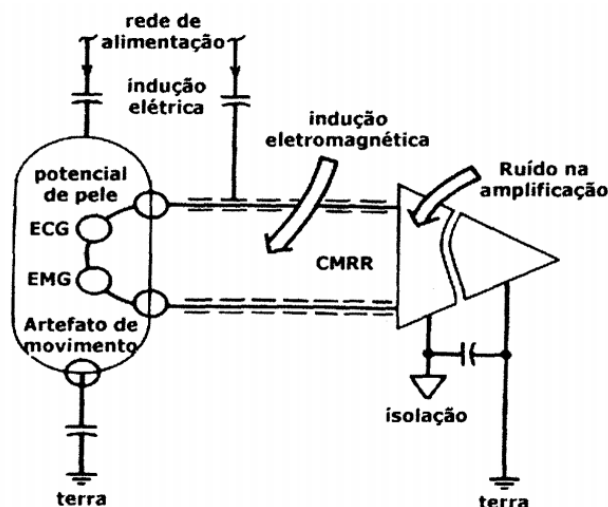 rede de
alimentação
indução
elétrica
indução
eletromagnética
potencial
de pele
Ruído na
amplificação
ECG
CMRR
EMG
Artefato de
movimento
isolação
terra
terra